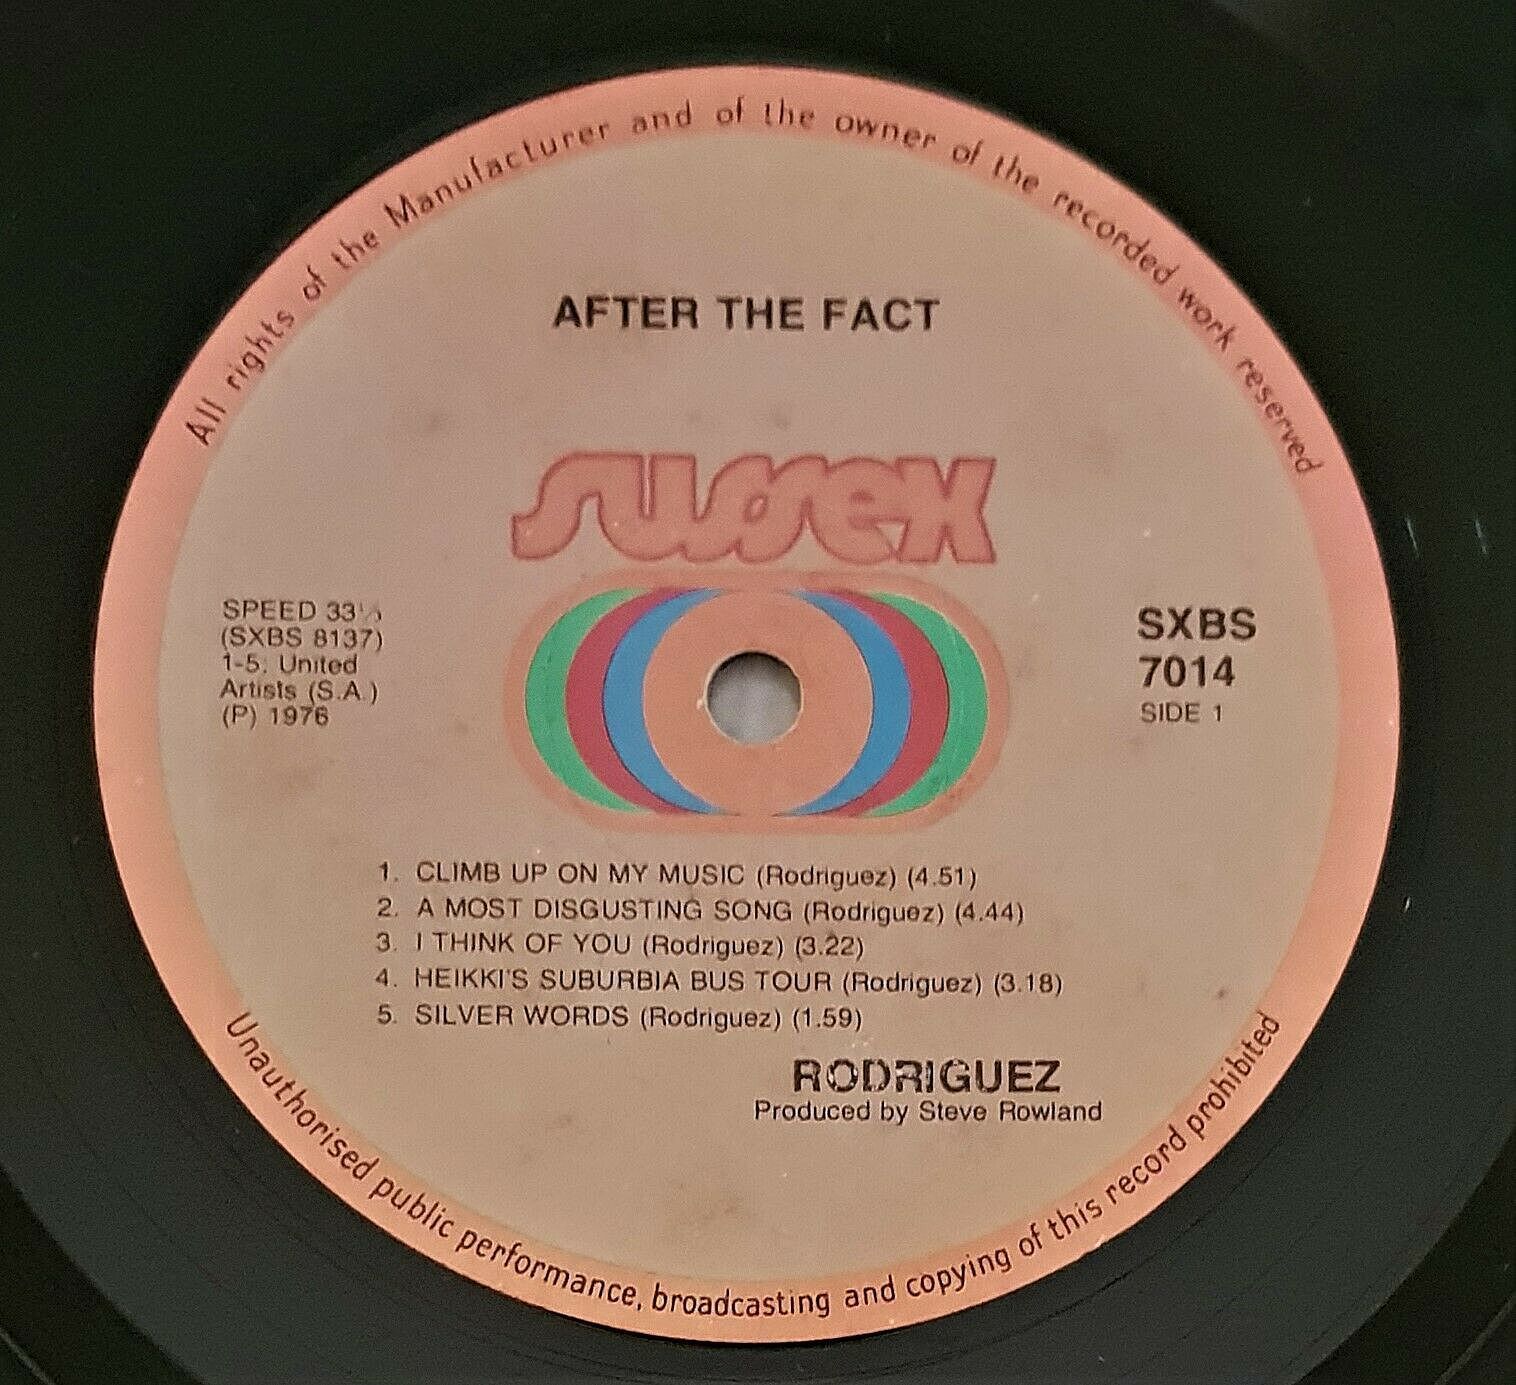 All rights of the Manufacturer and of the owner of the recorded work reserved
AFTER THE FACT
sussex
SPEED 33⅓
(SXBS 8137)
1-5: United
Artists (S.A.)
(P) 1976
SXBS
7014
SIDE 1
1. CLIMB UP ON MY MUSIC (Rodriguez) (4.51)
2. A MOST DISGUSTING SONG (Rodriguez) (4.44)
3. I THINK OF YOU (Rodriguez) (3.22)
4. HEIKKI'S SUBURBIA BUS TOUR (Rodriguez) (3.18)
5. SILVER WORDS (Rodriguez) (1.59)
RODRIGUEZ
Produced by Steve Rowland
Unauthorised public performance, broadcasting and copying of this record prohibited